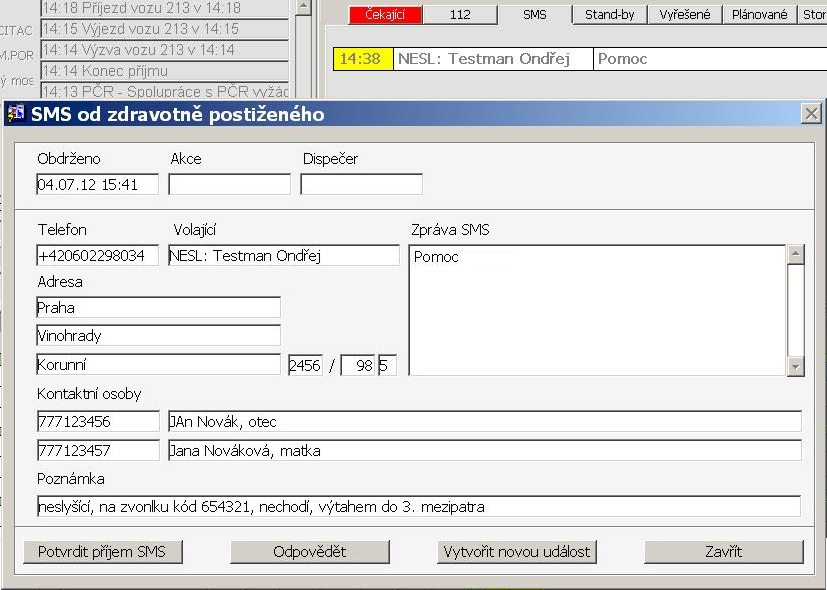 14:18 Příjezd vozu 213 v 14:18
14:15 Výjezd vozu 213 v 14:15
14:14 Výzva vozu 213 v 14:14
14:14 Konec příjmu
14:13 PČR - Spolupráce s PČR vyžác
CITAC
M.POR
ý mos
Čekající 112 SMS Stand-by Vyřešené Plánované Stor
14:38 NESL: Testman Ondřej Pomoc
SMS od zdravotně postiženého
Obdrženo Akce Dispečer
04.07.12 15:41
Telefon Volající Zpráva SMS
+420602298034 NESL: Testman Ondřej Pomoc
Adresa
Praha
Vinohrady
Korunní 2456 / 98 5
Kontaktní osoby
777123456 JAn Novák, otec
777123457 Jana Nováková, matka
Poznámka
neslyšící, na zvonlku kód 654321, nechodí, výtahem do 3. mezipatra
Potvrdit příjem SMS Odpovědět Vytvořit novou událost Zavřít